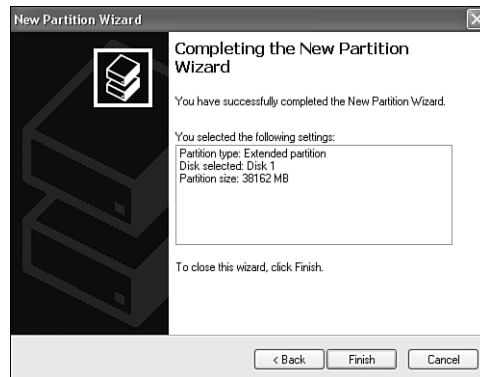 New Partition Wizard
Completing the New Partition
Wizard
You have successfully completed the New Partition Wizard.
You selected the following settings:
Partition type: Extended partition
Disk selected: Disk 1
Partition size: 38162 MB
To close this wizard, click Finish.
< Back
Finish
Cancel